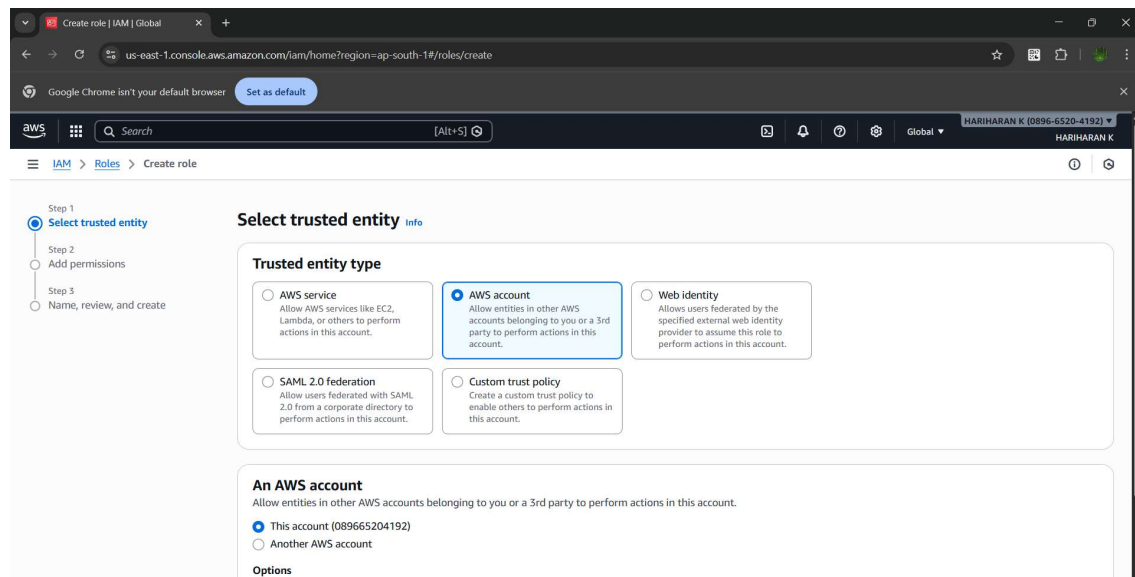 Create role | IAM | Global
us-east-1.console.aws.amazon.com/iam/home?region=ap-south-1#/roles/create
Google Chrome isn't your default browser Set as default
aws Search [Alt+S] Global HARIHARAN K (0896-6520-4192)
HARIHARAN K
IAM > Roles > Create role
Step 1
Select trusted entity
Step 2
Add permissions
Step 3
Name, review, and create
Select trusted entity Info
Trusted entity type
AWS service
Allow AWS services like EC2,
Lambda, or others to perform
actions in this account.
AWS account
Allow entities in other AWS
accounts belonging to you or a 3rd
party to perform actions in this
account.
Web identity
Allows users federated by the
specified external web identity
provider to assume this role to
perform actions in this account.
SAML 2.0 federation
Allow users federated with SAML
2.0 from a corporate directory to
perform actions in this account.
Custom trust policy
Create a custom trust policy to
enable others to perform actions in
this account.
An AWS account
Allow entities in other AWS accounts belonging to you or a 3rd party to perform actions in this account.
This account (089665204192)
Another AWS account
Options